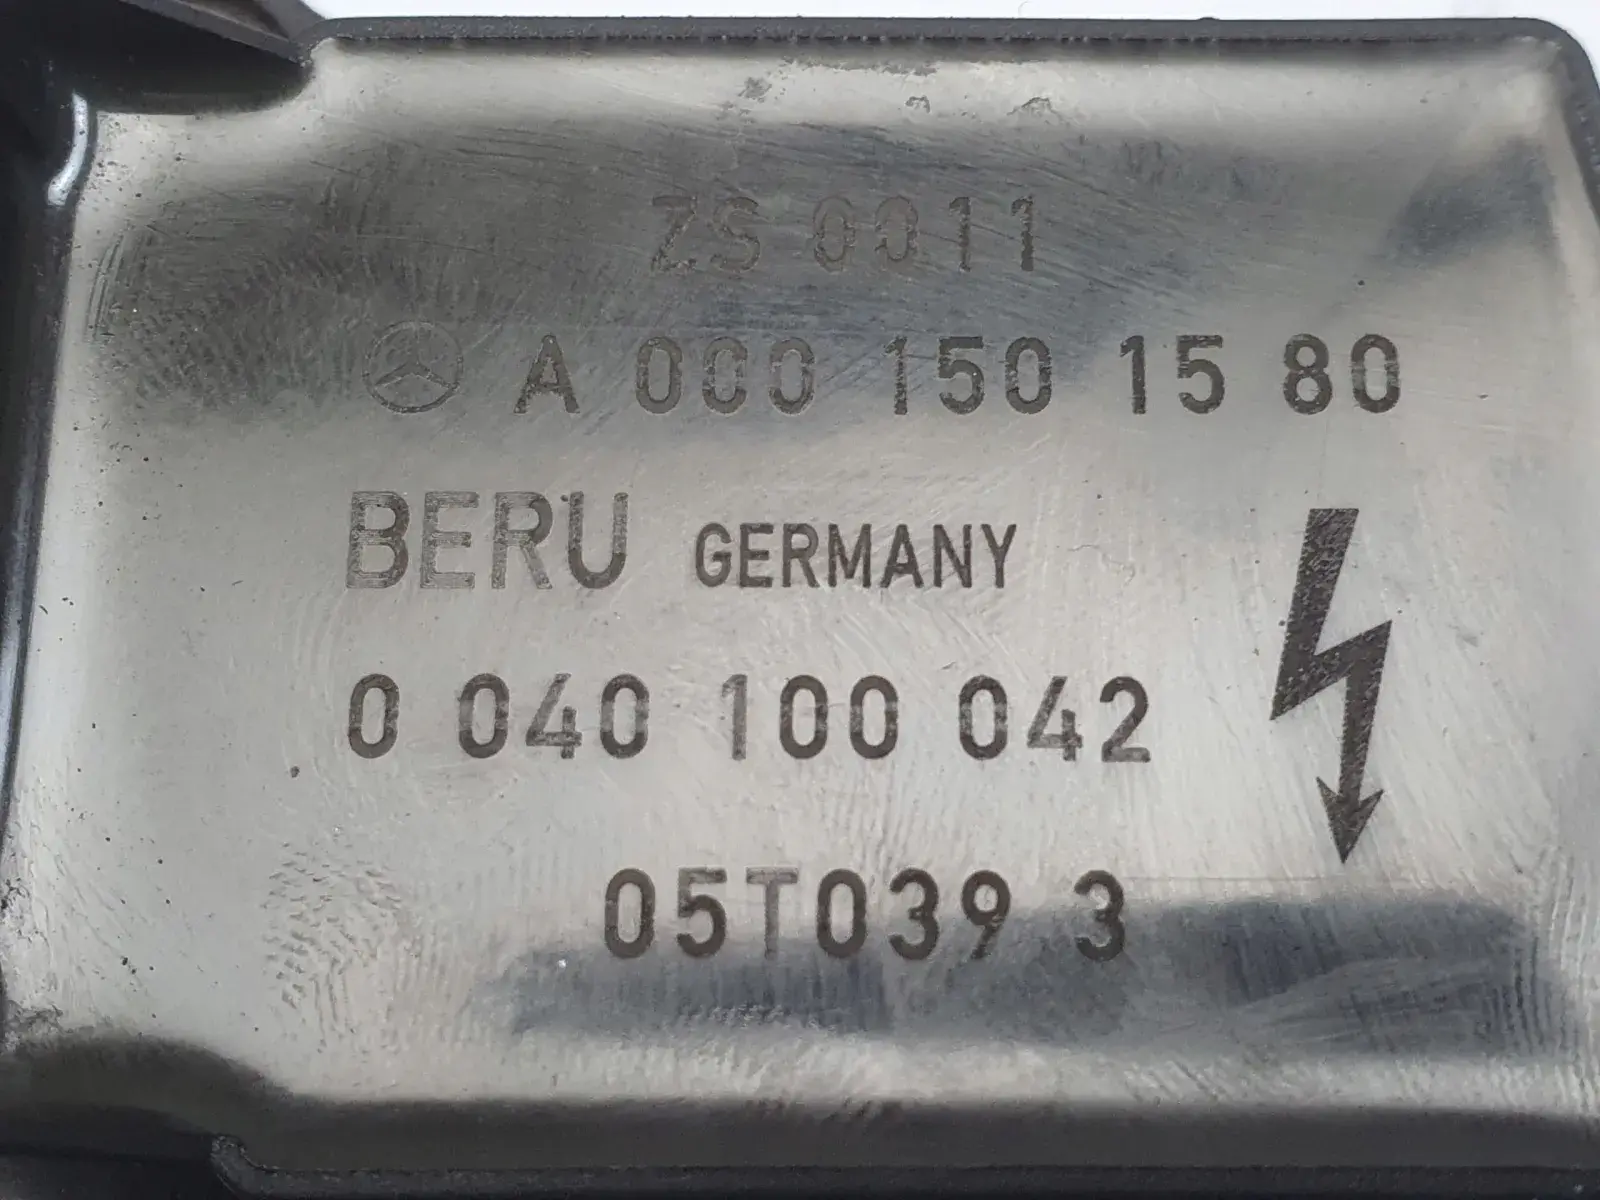 ZS 0011
A 000 150 15 80
BERU GERMANY
0 040 100 042
05T039 3